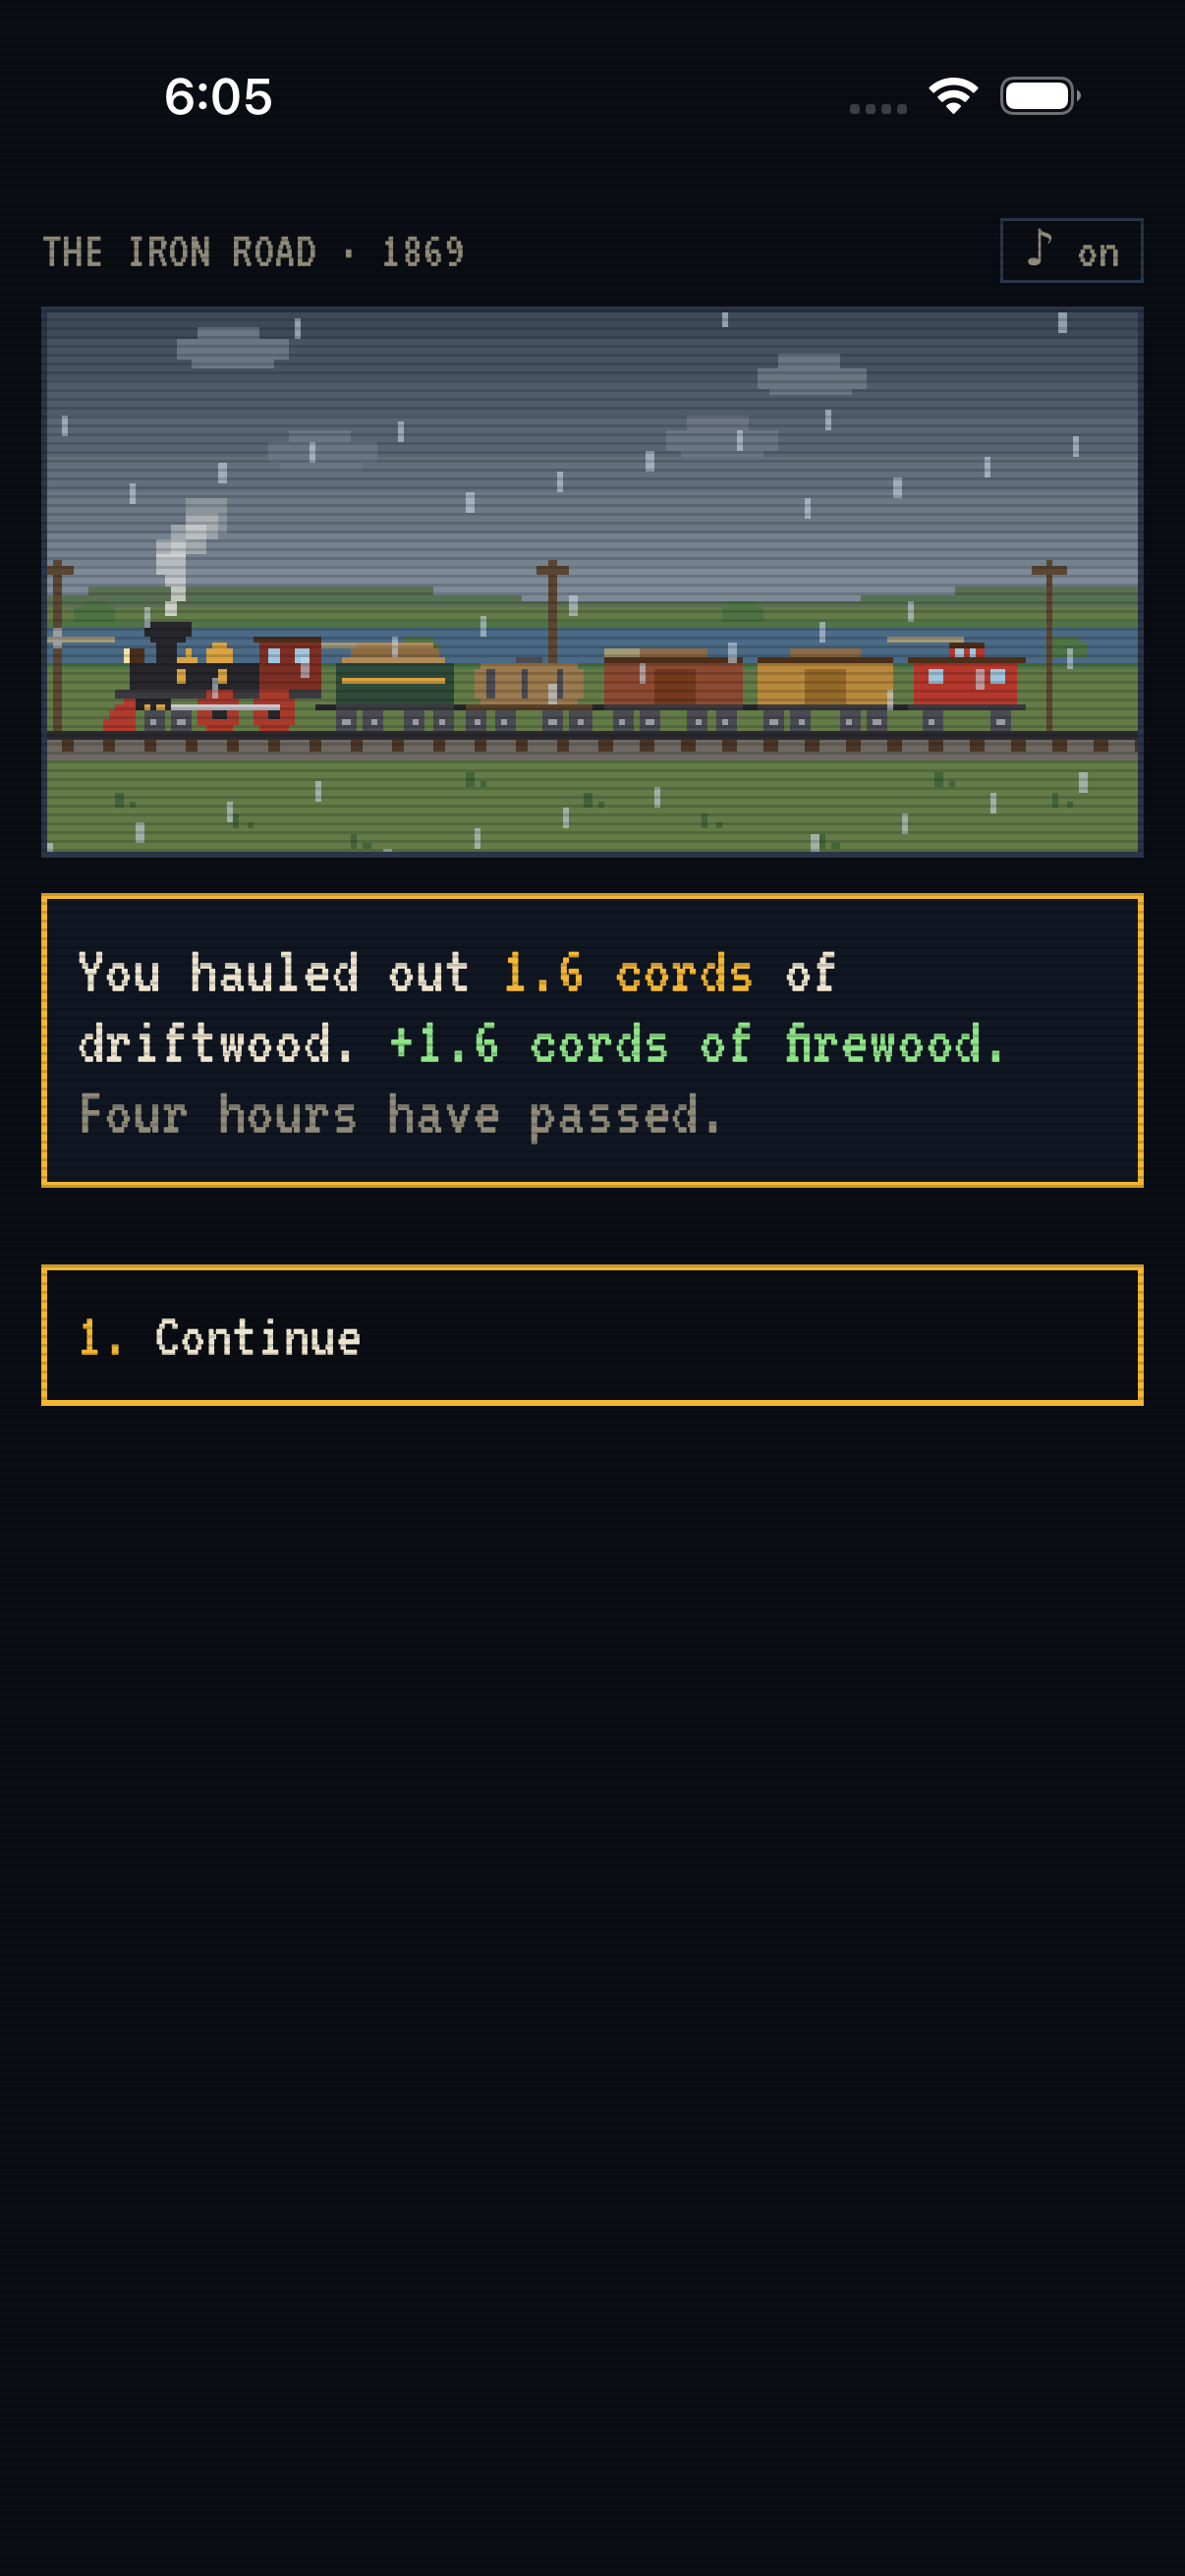 6:05
THE IRON ROAD · 1869
♪ on
You hauled out 1.6 cords of
driftwood. +1.6 cords of firewood.
Four hours have passed.
1. Continue